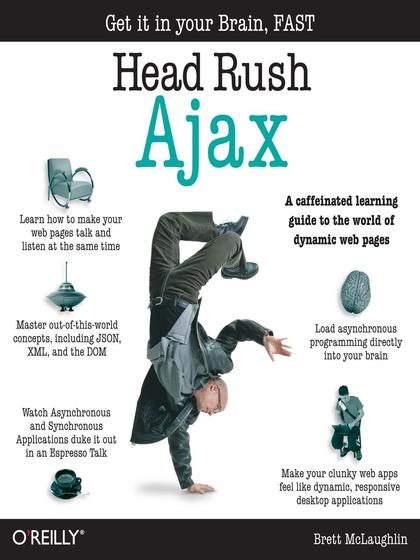 Get it in your Brain, FAST
Head Rush
Ajax
A caffeinated learning
guide to the world of
dynamic web pages
Learn how to make your
web pages talk and
listen at the same time
Master out-of-this-world
concepts, including JSON,
XML, and the DOM
Load asynchronous
programming directly
into your brain
Watch Asynchronous
and Synchronous
Applications duke it out
in an Espresso Talk
Make your clunky web apps
feel like dynamic, responsive
desktop applications
O'REILLY®
Brett McLaughlin